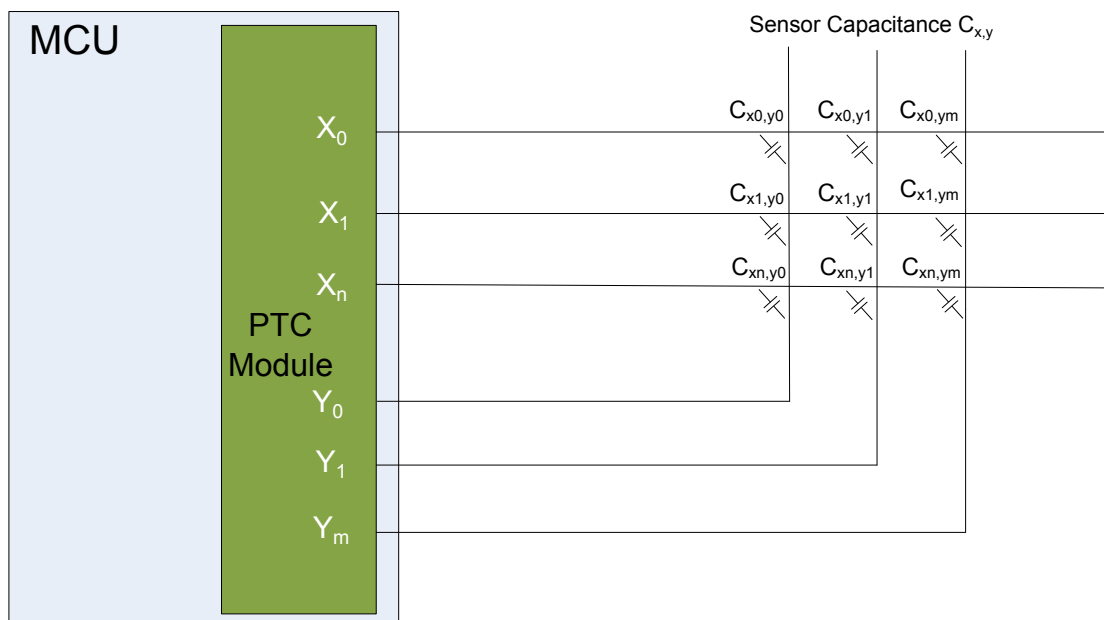 MCU
Sensor Capacitance Cx,y
X0
Cx0,y0 Cx0,y1 Cx0,ym
X1
Cx1,y0 Cx1,y1 Cx1,ym
Xn
Cxn,y0 Cxn,y1 Cxn,ym
PTC
Module
Y0
Y1
Ym